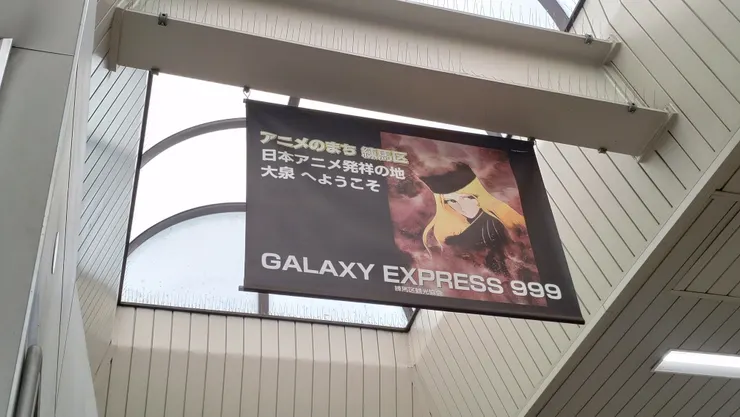 アニメのまち 練馬区
日本アニメ発祥の地
大泉 へようこそ
GALAXY EXPRESS 999
練馬区観光協会